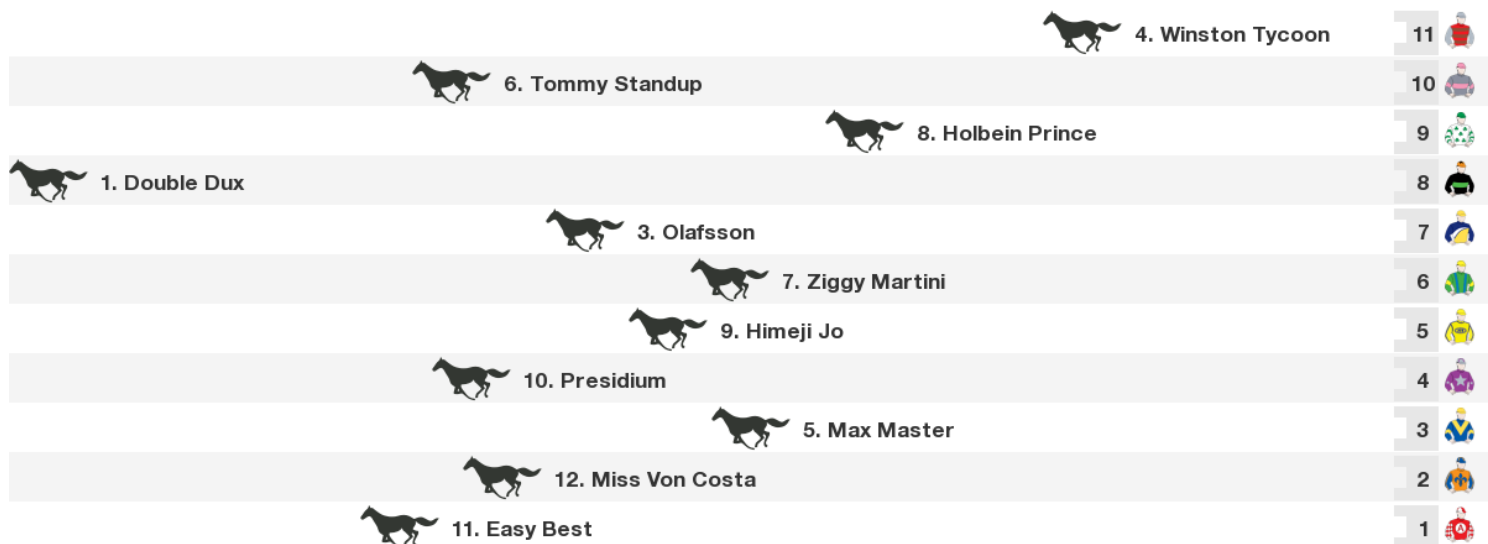 4. Winston Tycoon 11
6. Tommy Standup 10
8. Holbein Prince 9
1. Double Dux 8
3. Olafsson 7
7. Ziggy Martini 6
9. Himeji Jo 5
10. Presidium 4
5. Max Master 3
12. Miss Von Costa 2
11. Easy Best 1 A